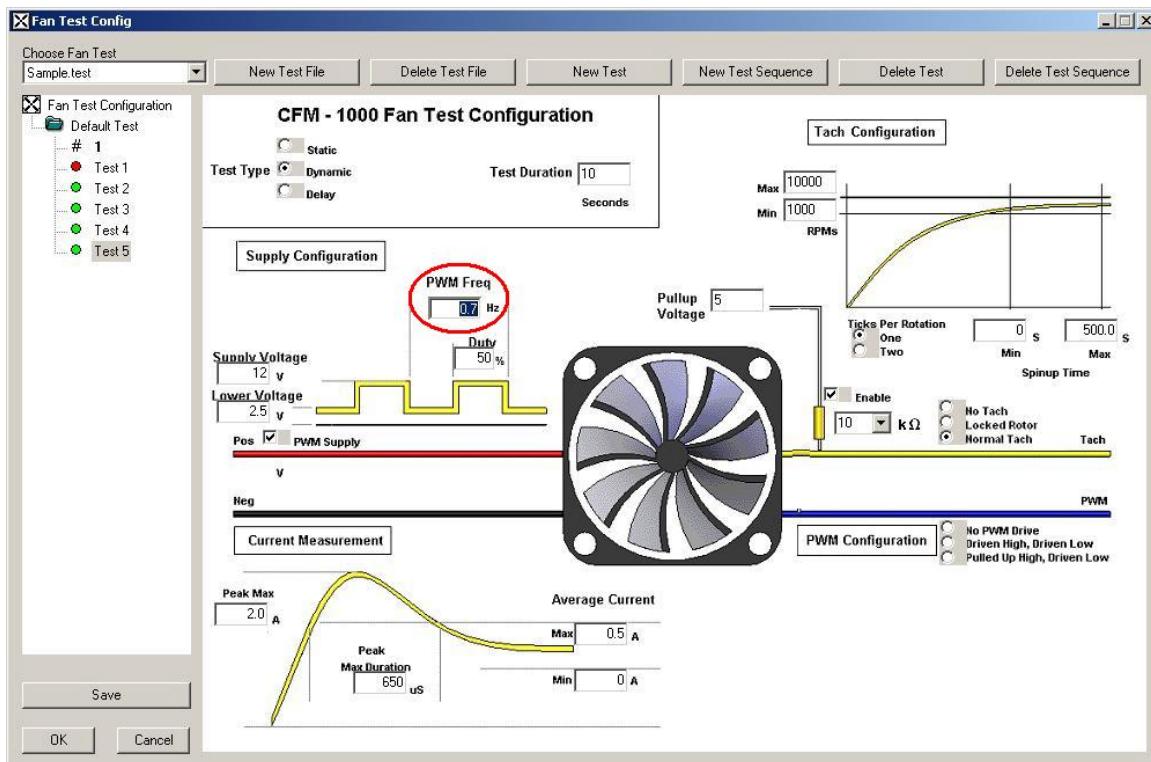 Fan Test Config
Choose Fan Test
Sample.test
New Test File
Delete Test File
New Test
New Test Sequence
Delete Test
Delete Test Sequence
Fan Test Configuration
Default Test
# 1
Test 1
Test 2
Test 3
Test 4
Test 5
Save
OK
Cancel
CFM - 1000 Fan Test Configuration
Test Type
Static
Dynamic
Delay
Test Duration 10
Seconds
Tach Configuration
Max 10000
Min 1000
RPMs
Ticks Per Rotation
One
Two
0 S
Min
500.0 S
Max
Spinup Time
Supply Configuration
PWM Freq
0.7 Hz
Duty
50 %
Supply Voltage
12 V
Lower Voltage
2.5 V
Pos PWM Supply
V
Neg
Pullup Voltage 5
Enable
10 kΩ
No Tach
Locked Rotor
Normal Tach
Tach
PWM
PWM Configuration
No PWM Drive
Driven High, Driven Low
Pulled Up High, Driven Low
Current Measurement
Peak Max
2.0 A
Peak
Max Duration
650 uS
Average Current
Max 0.5 A
Min 0 A